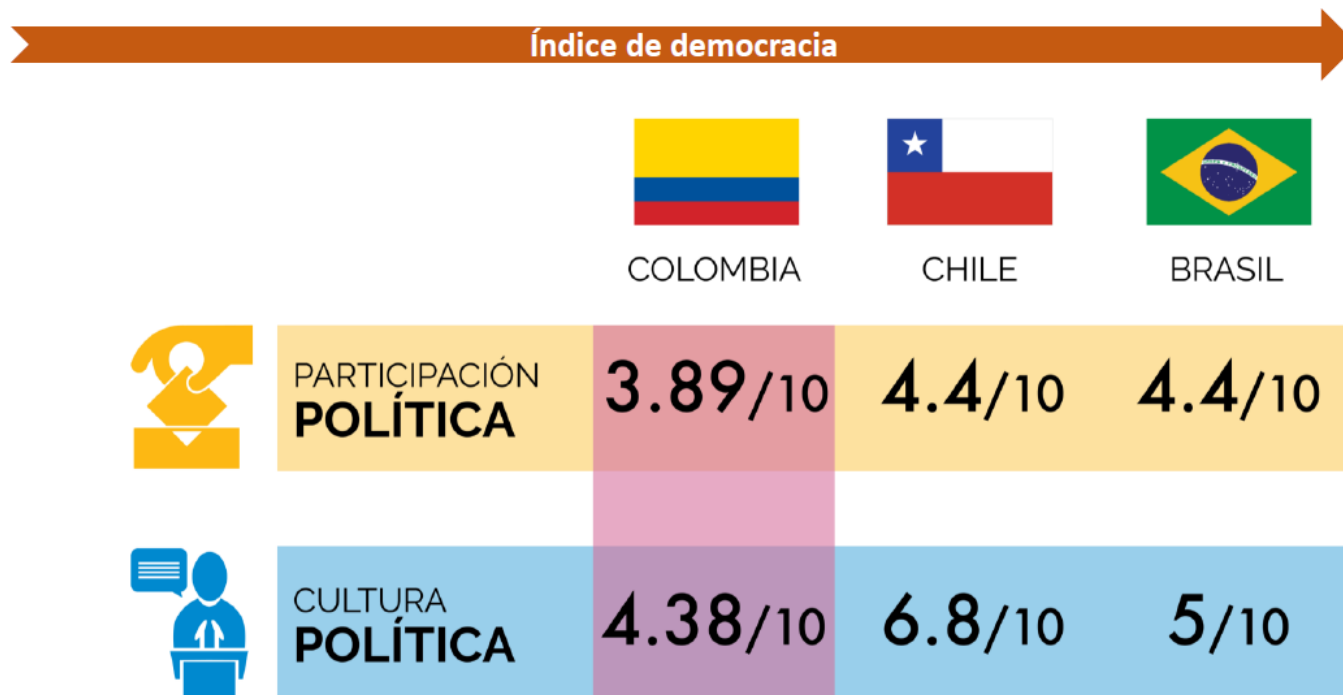 Índice de democracia
COLOMBIA CHILE BRASIL
PARTICIPACIÓN
POLÍTICA
3.89/10 4.4/10 4.4/10
CULTURA
POLÍTICA
4.38/10 6.8/10 5/10